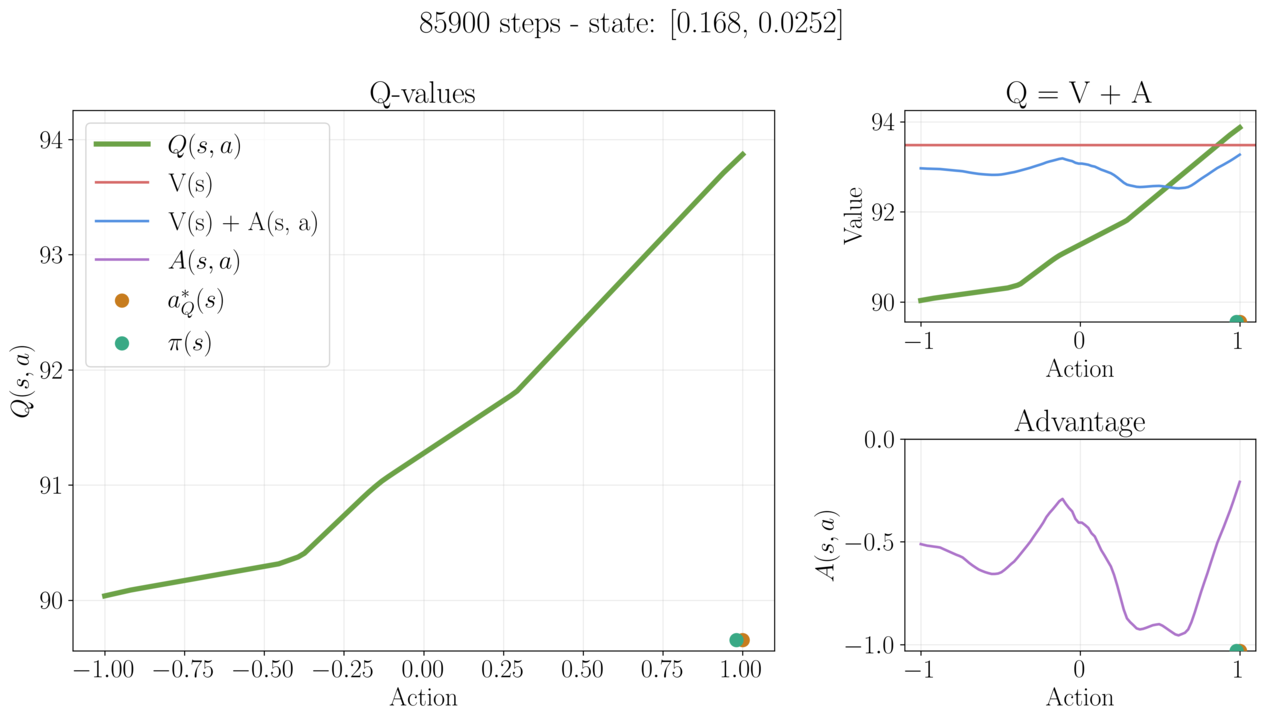 85900 steps - state: [0.168, 0.0252]
Q-values
Q(s, a)
94
93
92
91
90
Q(s, a)
V(s)
V(s) + A(s, a)
A(s, a)
a*Q(s)
π(s)
−1.00 −0.75 −0.50 −0.25 0.00 0.25 0.50 0.75 1.00
Action
Q = V + A
Value
94
92
90
−1 0 1
Action
Advantage
A(s, a)
0.0
−0.5
−1.0
−1 0 1
Action